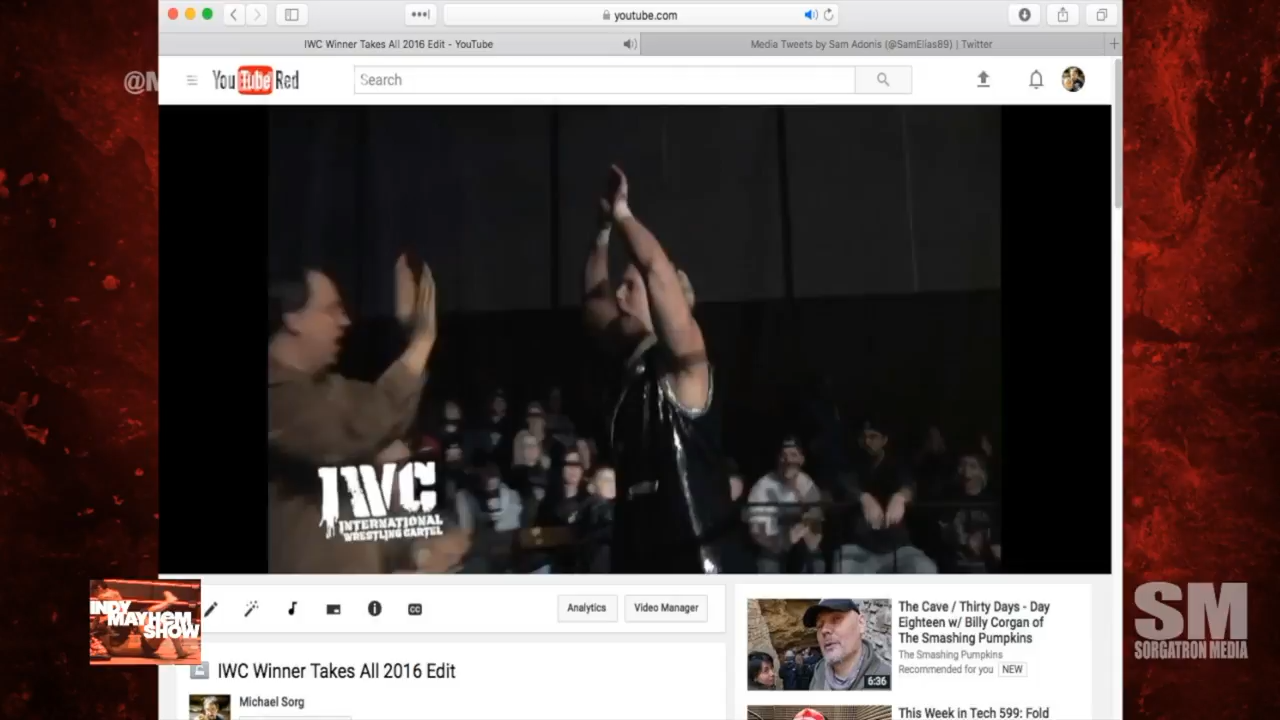 youtube.com
IWC Winner Takes All 2016 Edit - YouTube
Media Tweets by Sam Adonis (@SamElias89) | Twitter
@M
YouTube Red
Search
IWC
INTERNATIONAL
WRESTLING CARTEL
INDY
MAYHEM
SHOW
Analytics
Video Manager
IWC Winner Takes All 2016 Edit
Michael Sorg
The Cave / Thirty Days - Day
Eighteen w/ Billy Corgan of
The Smashing Pumpkins
The Smashing Pumpkins
Recommended for you NEW
6:36
This Week in Tech 599: Fold
SM
SORGATRON MEDIA